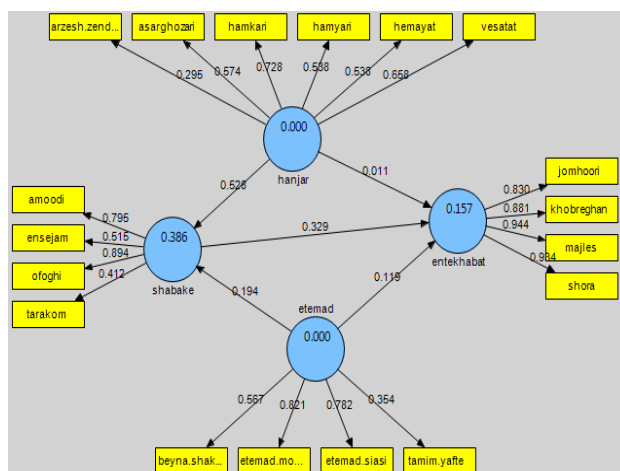 arzesh.zend...
asarghozari
hamkari
hamyari
hemayat
vesatat
0.295
0.574
0.728
0.538
0.538
0.658
0.000
hanjar
0.528
0.011
amoodi
ensejam
ofoghi
tarakom
0.795
0.515
0.894
0.412
0.386
shabake
0.329
0.157
entekhabat
0.830
0.881
0.944
0.934
jomhoori
khobreghan
majles
shora
0.194
0.119
etemad
0.000
0.567
0.821
0.782
0.354
beyna.shak...
etemad.mo...
etemad.siasi
tamim.yafte